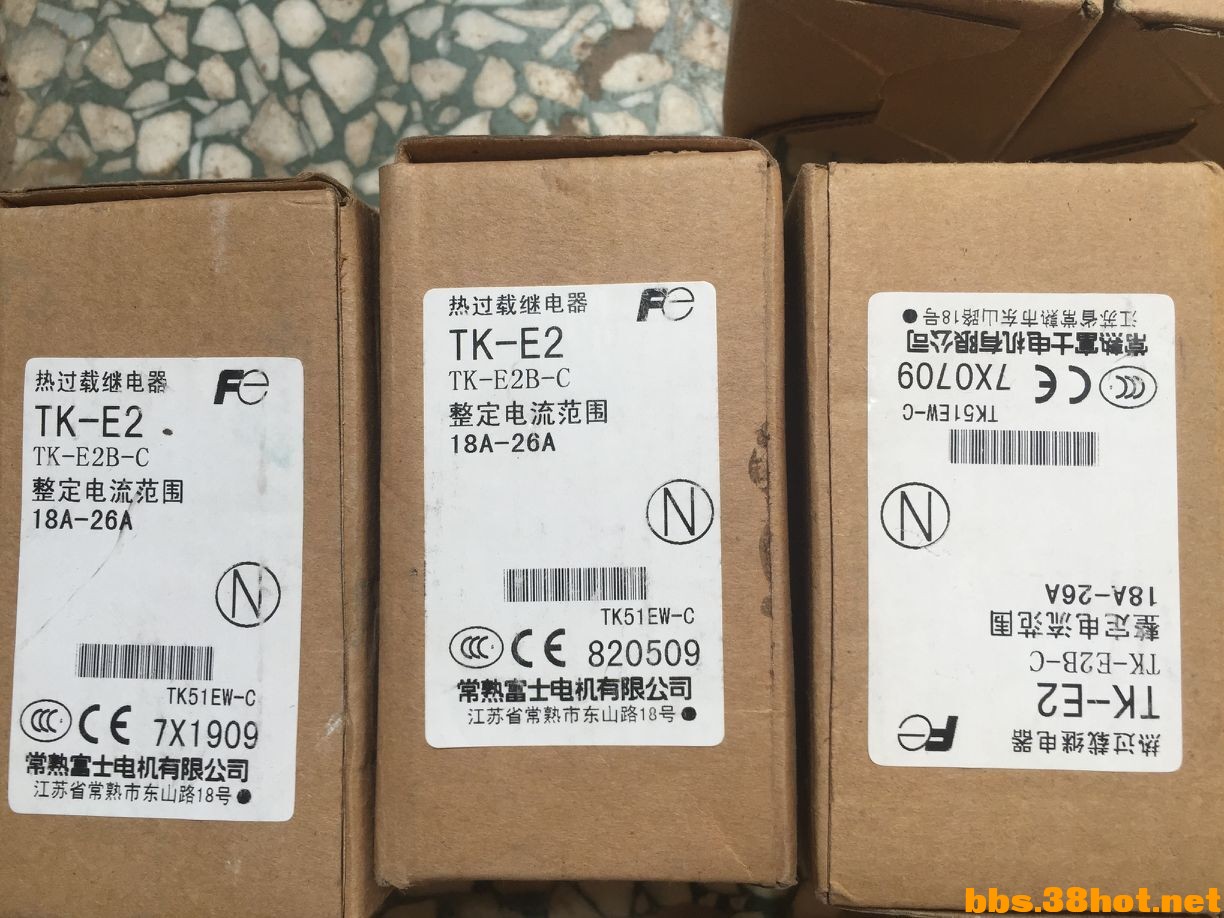 热过载继电器 Fe
TK-E2
TK-E2B-C
整定电流范围
18A-26A
N
TK51EW-C
CCC CE 7X1909
常熟富士电机有限公司
江苏省常熟市东山路18号
热过载继电器 Fe
TK-E2
TK-E2B-C
整定电流范围
18A-26A
N
TK51EW-C
CCC CE 820509
常熟富士电机有限公司
江苏省常熟市东山路18号
热过载继电器 Fe
TK-E2
TK-E2B-C
整定电流范围
18A-26A
N
TK51EW-C
CCC CE 7X0709
常熟富士电机有限公司
江苏省常熟市东山路18号
bbs.38hot.net